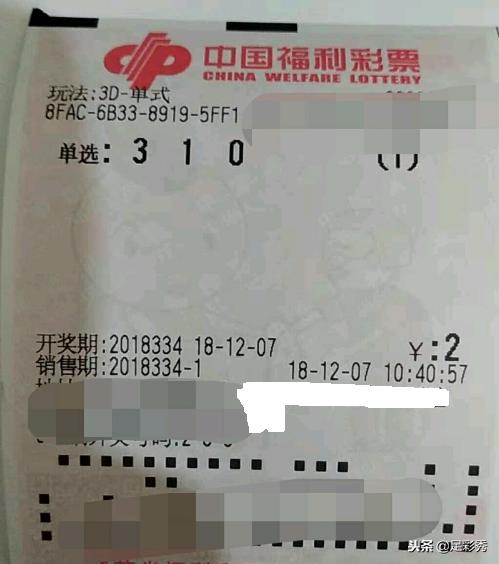 中国福利彩票
CHINA WELFARE LOTTERY
玩法:3D-单式
8FAC-6B33-8919-5FF1
单选: 3 1 0 (1)
开奖期:2018334 18-12-07 ￥:2
销售期:2018334-1 18-12-07 10:40:57
头条 @足彩秀